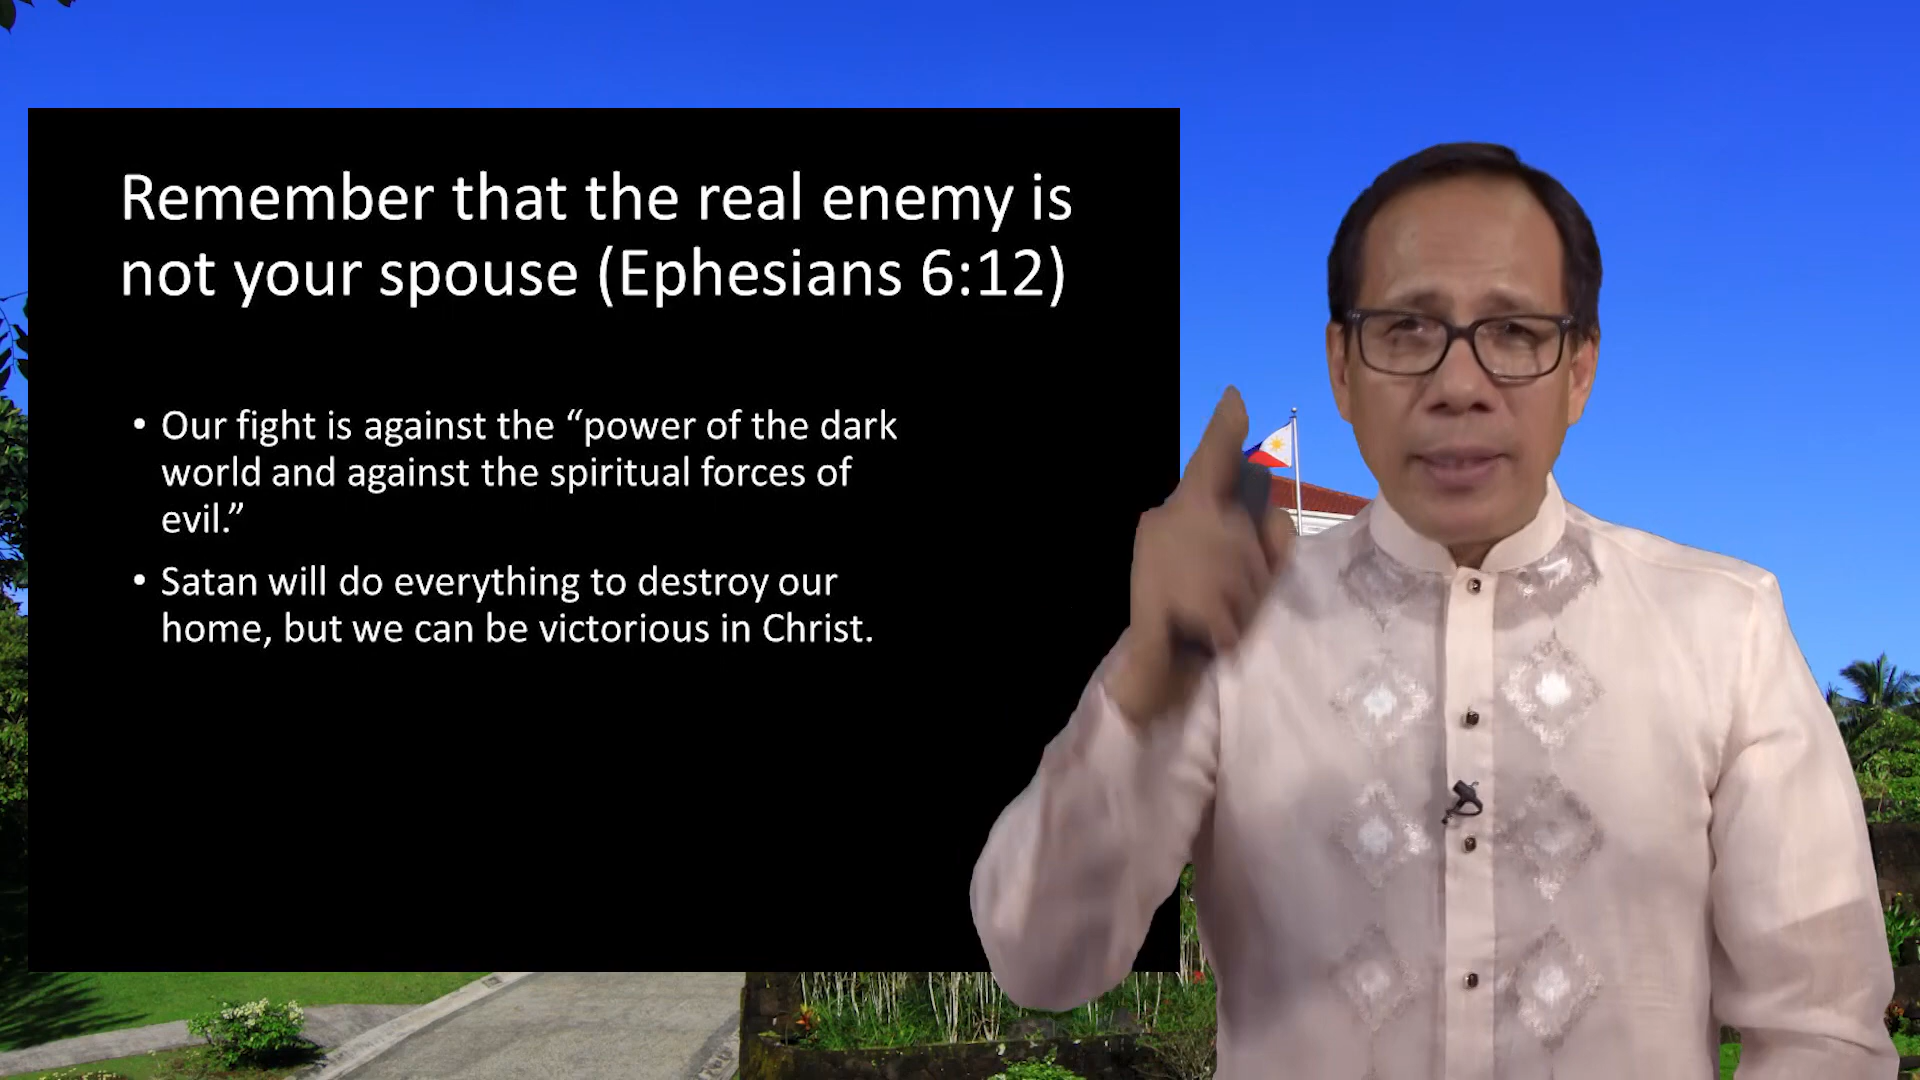 Remember that the real enemy is
not your spouse (Ephesians 6:12)
• Our fight is against the “power of the dark
world and against the spiritual forces of
evil.”
• Satan will do everything to destroy our
home, but we can be victorious in Christ.